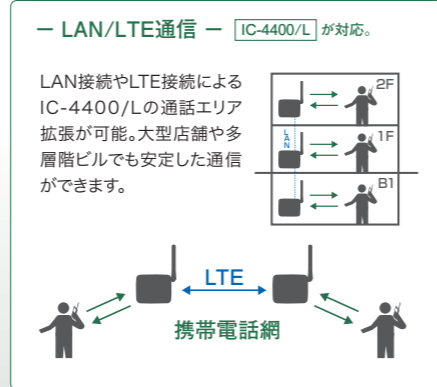 － LAN/LTE通信 － IC-4400/L が対応。
LAN接続やLTE接続による
IC-4400/Lの通話エリア
拡張が可能。大型店舗や多
層階ビルでも安定した通信
ができます。
2F
LAN
1F
B1
LTE
携帯電話網